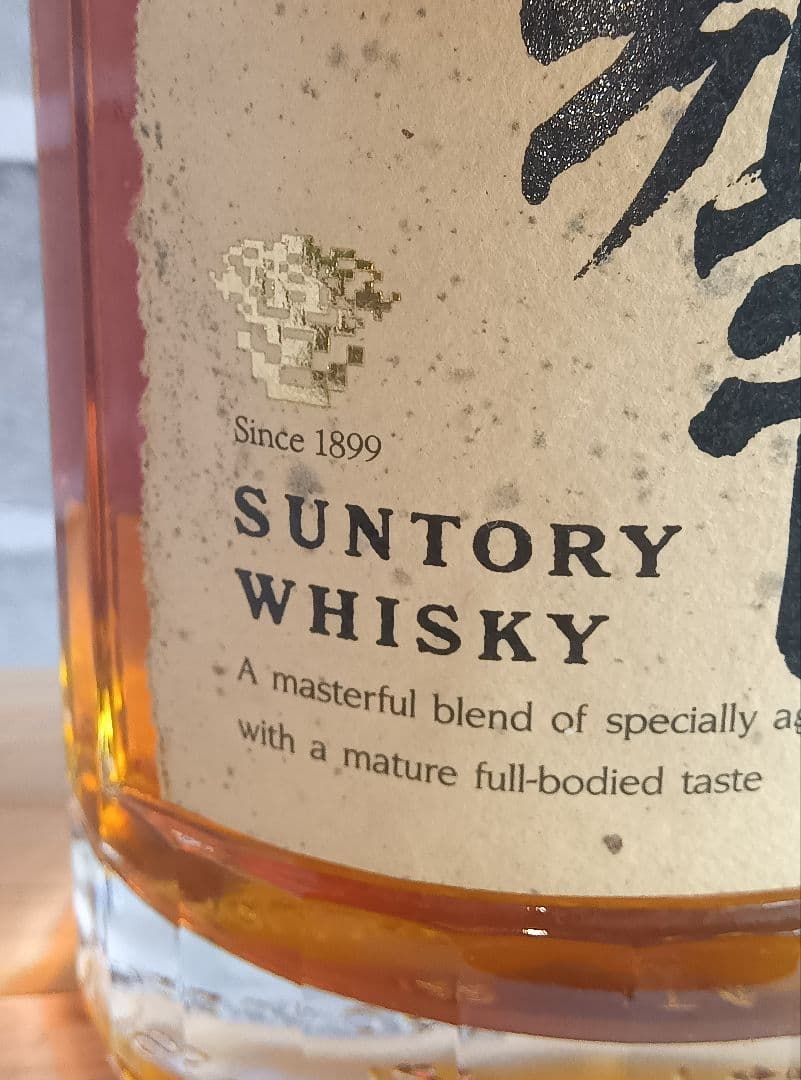 Since 1899
SUNTORY
WHISKY
A masterful blend of specially
with a mature full-bodied taste